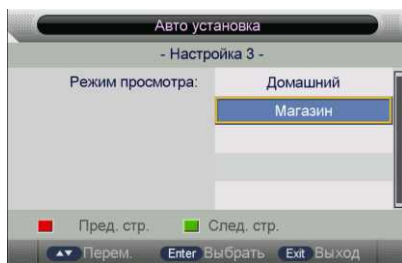 Авто установка
- Настройка 3 -
Режим просмотра: Домашний
Магазин
Пред. стр. След. стр.
Перем. Enter Выбрать Exit Выход